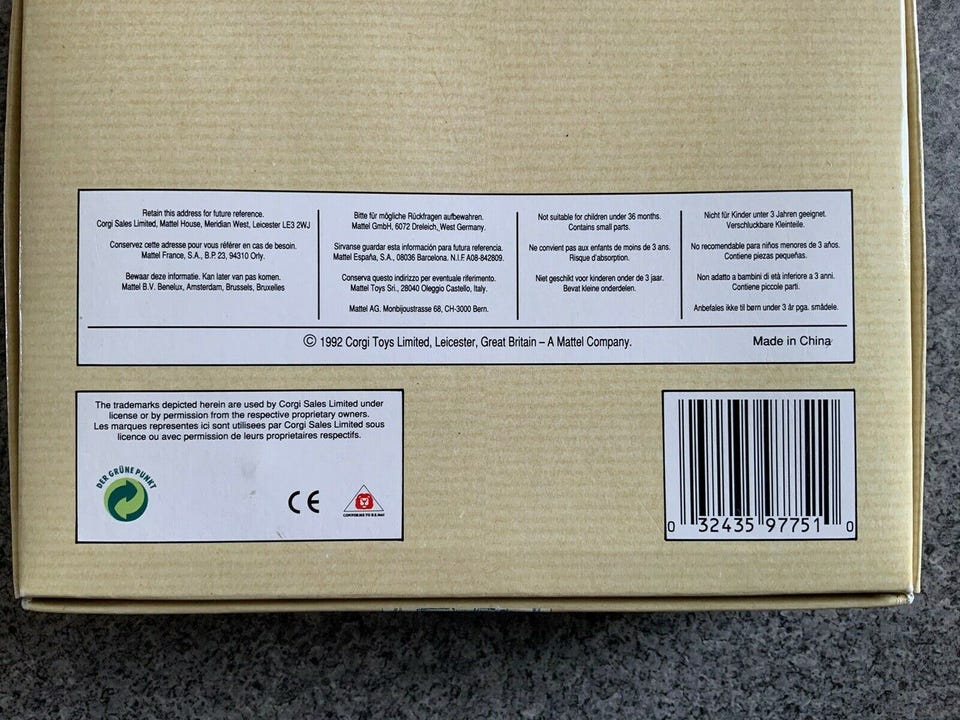 Retain this address for future reference.
Corgi Sales Limited, Mattel House, Meridian West, Leicester LE3 2WJ
Conservez cette adresse pour vous référer en cas de besoin.
Mattel France, S.A., B.P. 23, 94310 Orly.
Bewaar deze informatie. Kan later van pas komen.
Mattel B.V. Benelux, Amsterdam, Brussels, Bruxelles
Bitte für mögliche Rückfragen aufbewahren.
Mattel GmbH, 6072 Dreleich, West Germany.
Sirvanse guardar esta información para futura referencia.
Mattel España, S.A., 08036 Barcelona. N.I.F A08-842809.
Conserva questo indirizzo per eventuale riferimento.
Mattel Toys Sri., 28040 Oleggio Castello, Italy.
Mattel AG. Monbijoustrasse 68, CH-3000 Bern.
Not suitable for children under 36 months.
Contains small parts.
Ne convient pas aux enfants de moins de 3 ans.
Risque d'absorption.
Niet geschikt voor kinderen onder de 3 jaar.
Bevat kleine onderdelen.
Nicht für Kinder unter 3 Jahren geeignet.
Verschluckbare Kleinteile.
No recomendable para niños menores de 3 años.
Contiene piezas pequeñas.
Non adatto a bambini di età inferiore a 3 anni.
Contiene piccole parti.
Anbefales ikke til børn under 3 år pga. smådele.
© 1992 Corgi Toys Limited, Leicester, Great Britain – A Mattel Company.
Made in China
The trademarks depicted herein are used by Corgi Sales Limited under
license or by permission from the respective proprietary owners.
Les marques representes ici sont utilisees par Corgi Sales Limited sous
licence ou avec permission de leurs proprietaires respectifs.
DER GRÜNE PUNKT
CE
CONFORMS TO
0 32435 97751 0